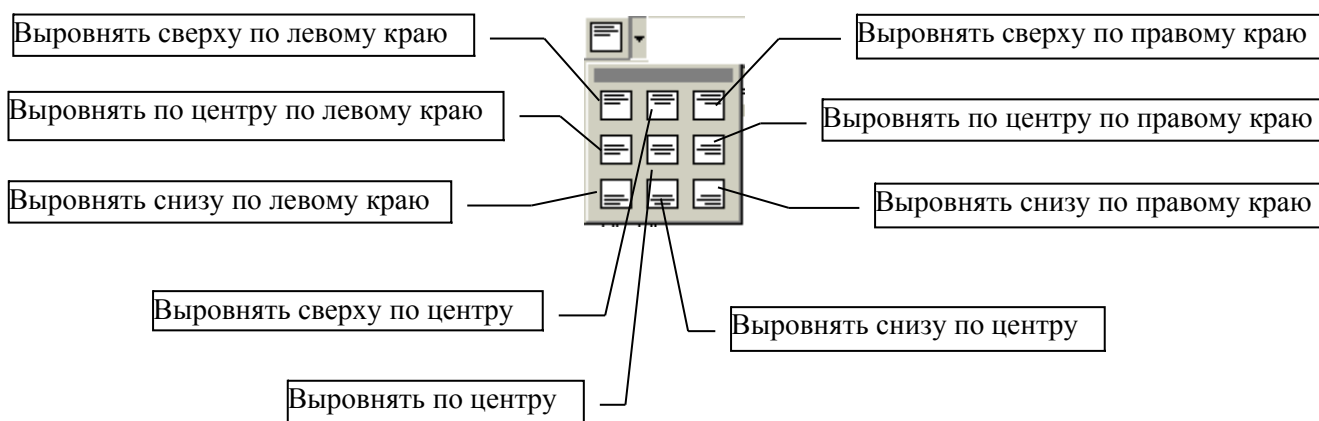 Выровнять сверху по левому краю
Выровнять сверху по правому краю
Выровнять по центру по левому краю
Выровнять по центру по правому краю
Выровнять снизу по левому краю
Выровнять снизу по правому краю
Выровнять сверху по центру
Выровнять снизу по центру
Выровнять по центру